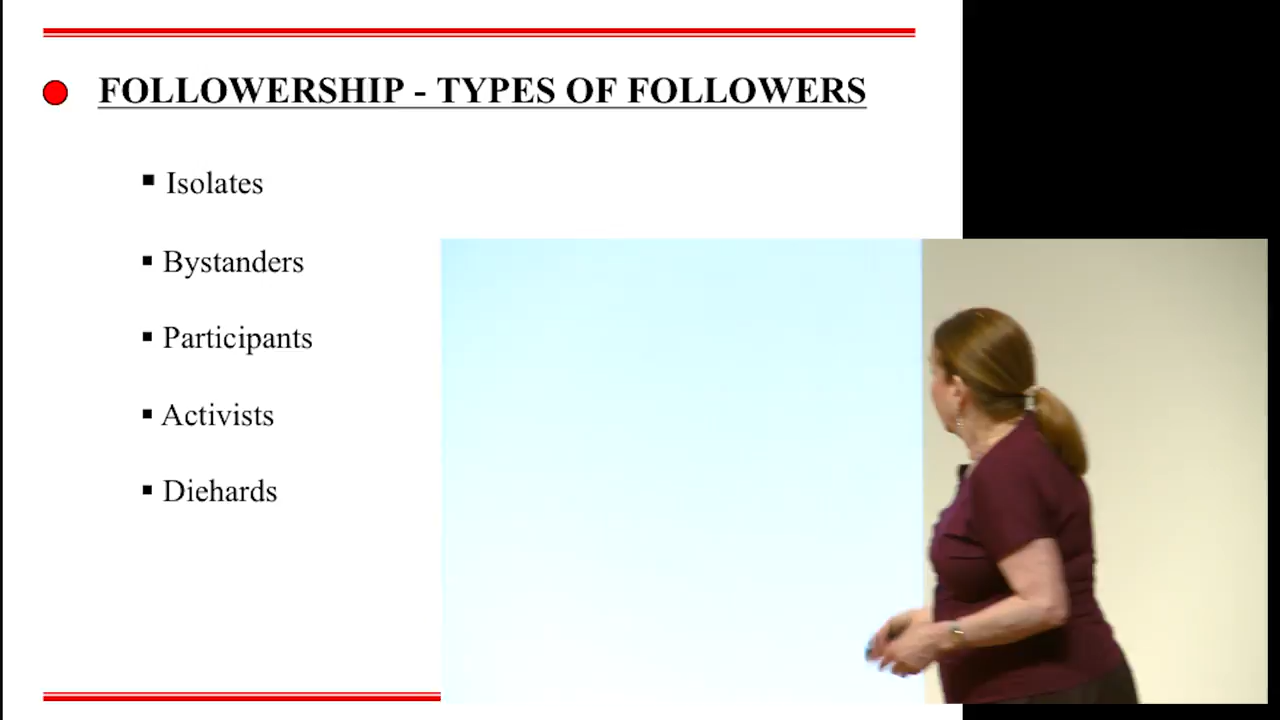 FOLLOWERSHIP - TYPES OF FOLLOWERS
▪ Isolates
▪ Bystanders
▪ Participants
▪ Activists
▪ Diehards